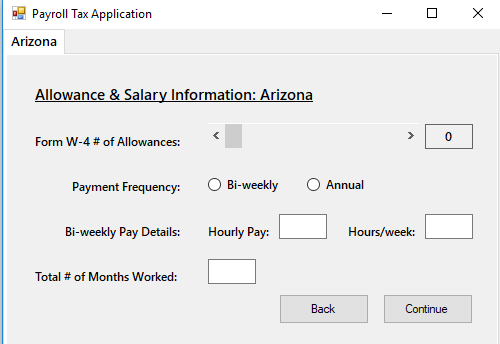 Payroll Tax Application
Arizona
Allowance & Salary Information: Arizona
Form W-4 # of Allowances: 0
Payment Frequency: Bi-weekly Annual
Bi-weekly Pay Details: Hourly Pay: Hours/week:
Total # of Months Worked:
Back Continue